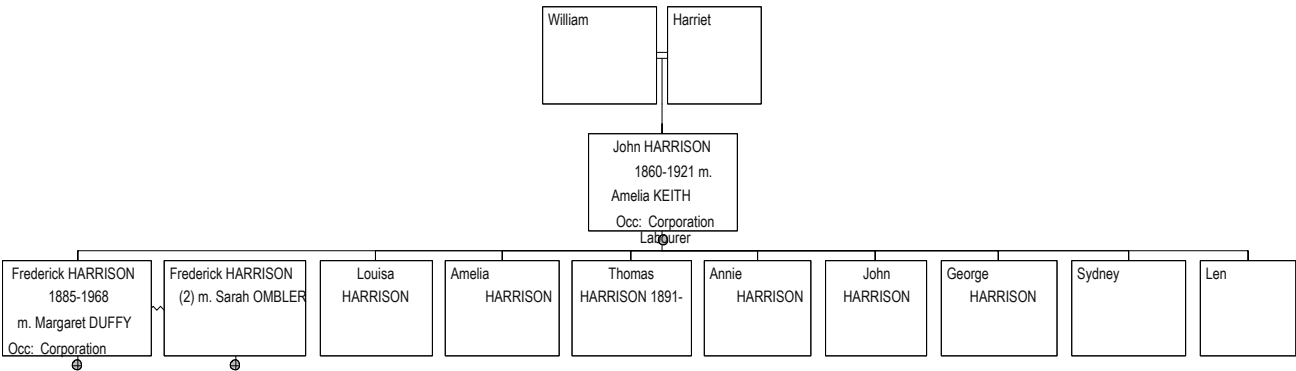 William
Harriet
John HARRISON
1860-1921 m.
Amelia KEITH
Occ: Corporation
Labourer
Frederick HARRISON
1885-1968
m. Margaret DUFFY
Occ: Corporation
Frederick HARRISON
(2) m. Sarah OMBLER
Louisa
HARRISON
Amelia
HARRISON
Thomas
HARRISON 1891-
Annie
HARRISON
John
HARRISON
George
HARRISON
Sydney
Len